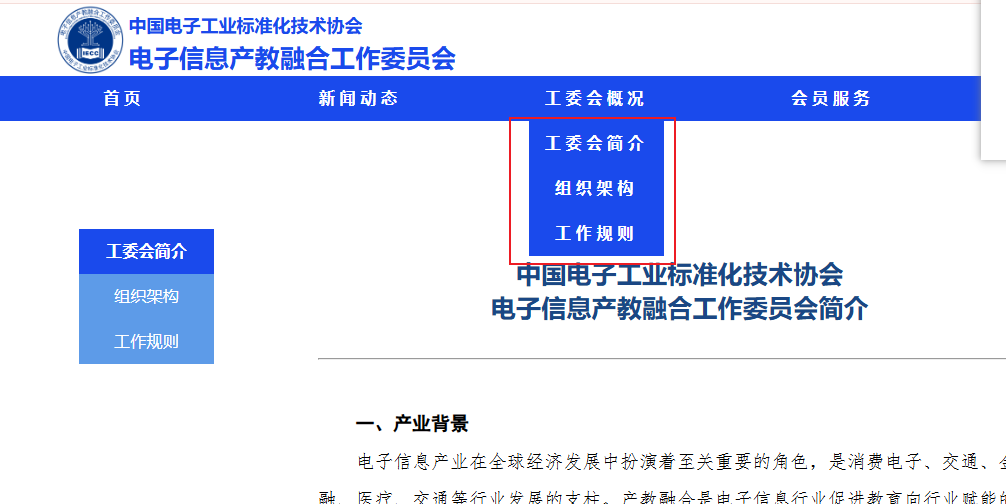 中国电子工业标准化技术协会
电子信息产教融合工作委员会
IECC
首页 新闻动态 工委会概况 会员服务
工委会简介
组织架构
工作规则
工委会简介
组织架构
工作规则
中国电子工业标准化技术协会
电子信息产教融合工作委员会简介
一、产业背景
电子信息产业在全球经济发展中扮演着至关重要的角色，是消费电子、交通、金
融、医疗、交通等行业发展的支柱。产教融合是电子信息行业促进教育向行业赋能的